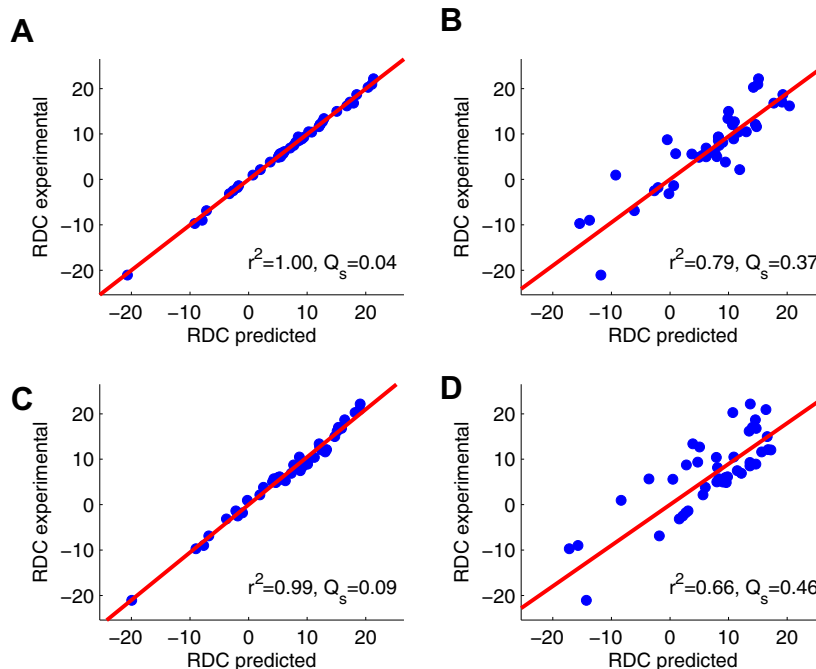 A
20
10
0
−10
−20
RDC experimental
r²=1.00, Qₛ=0.04
−20 −10 0 10 20
RDC predicted
B
20
10
0
−10
−20
RDC experimental
r²=0.79, Qₛ=0.37
−20 −10 0 10 20
RDC predicted
C
20
10
0
−10
−20
RDC experimental
r²=0.99, Qₛ=0.09
−20 −10 0 10 20
RDC predicted
D
20
10
0
−10
−20
RDC experimental
r²=0.66, Qₛ=0.46
−20 −10 0 10 20
RDC predicted